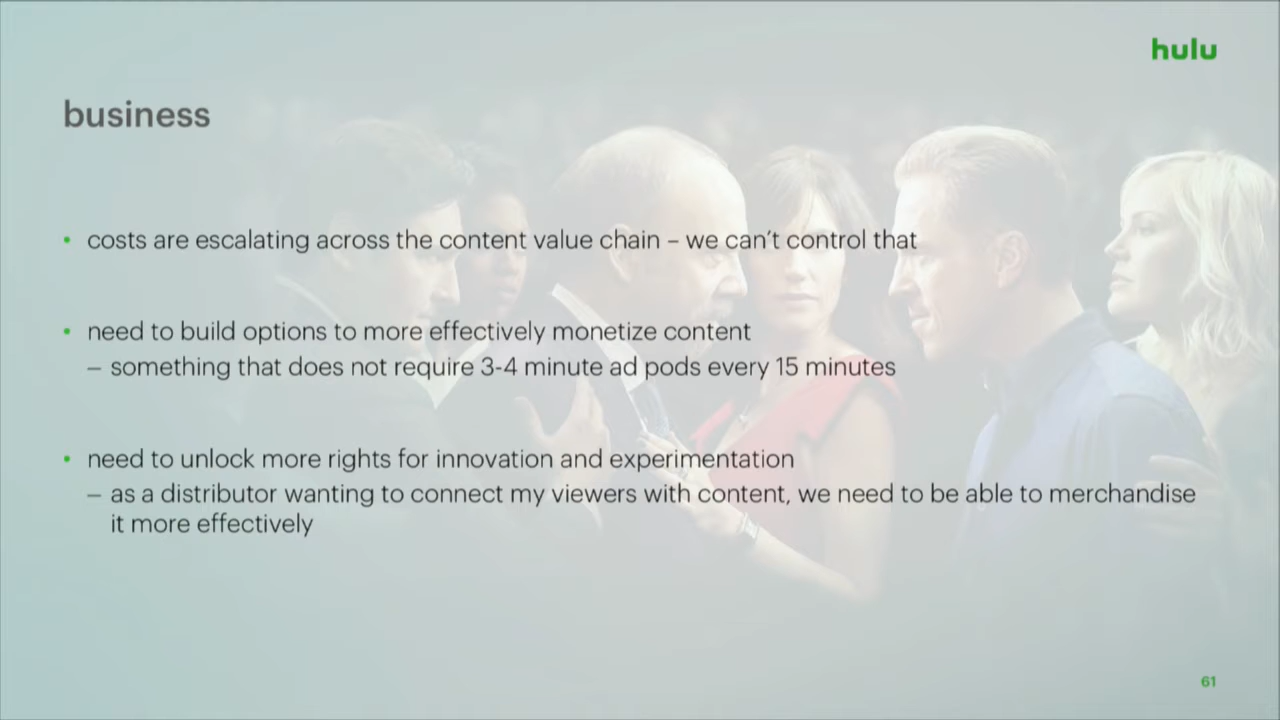 hulu
business
• costs are escalating across the content value chain – we can't control that
• need to build options to more effectively monetize content
– something that does not require 3-4 minute ad pods every 15 minutes
• need to unlock more rights for innovation and experimentation
– as a distributor wanting to connect my viewers with content, we need to be able to merchandise
it more effectively
61